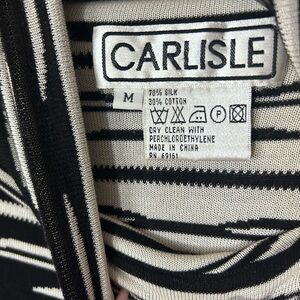 CARLISLE
M
70% SILK
30% COTTON
P
DRY CLEAN WITH
PERCHLOROETHYLENE
MADE IN CHINA
RN 69161